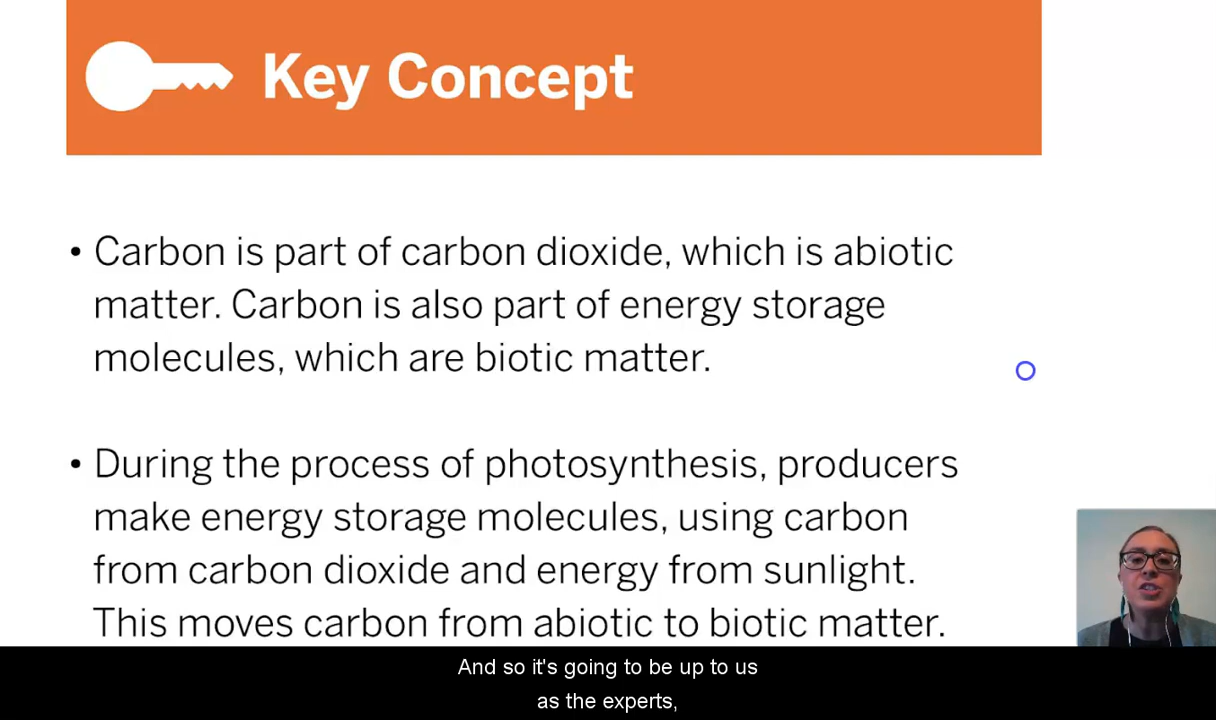 Key Concept
• Carbon is part of carbon dioxide, which is abiotic
matter. Carbon is also part of energy storage
molecules, which are biotic matter.
• During the process of photosynthesis, producers
make energy storage molecules, using carbon
from carbon dioxide and energy from sunlight.
This moves carbon from abiotic to biotic matter.
And so it's going to be up to us
as the experts,